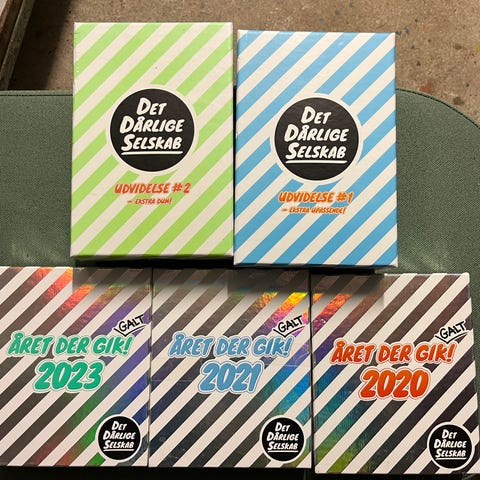 DET
DÅRLIGE
SELSKAB
UDVIDELSE #2
– EKSTRA DUM!
DET
DÅRLIGE
SELSKAB
UDVIDELSE #1
– EKSTRA UPASSENDE!
GALT
ÅRET DER GIK!
2023
DET
DÅRLIGE
SELSKAB
GALT
ÅRET DER GIK!
2021
DET
DÅRLIGE
SELSKAB
GALT
ÅRET DER GIK!
2020
DET
DÅRLIGE
SELSKAB